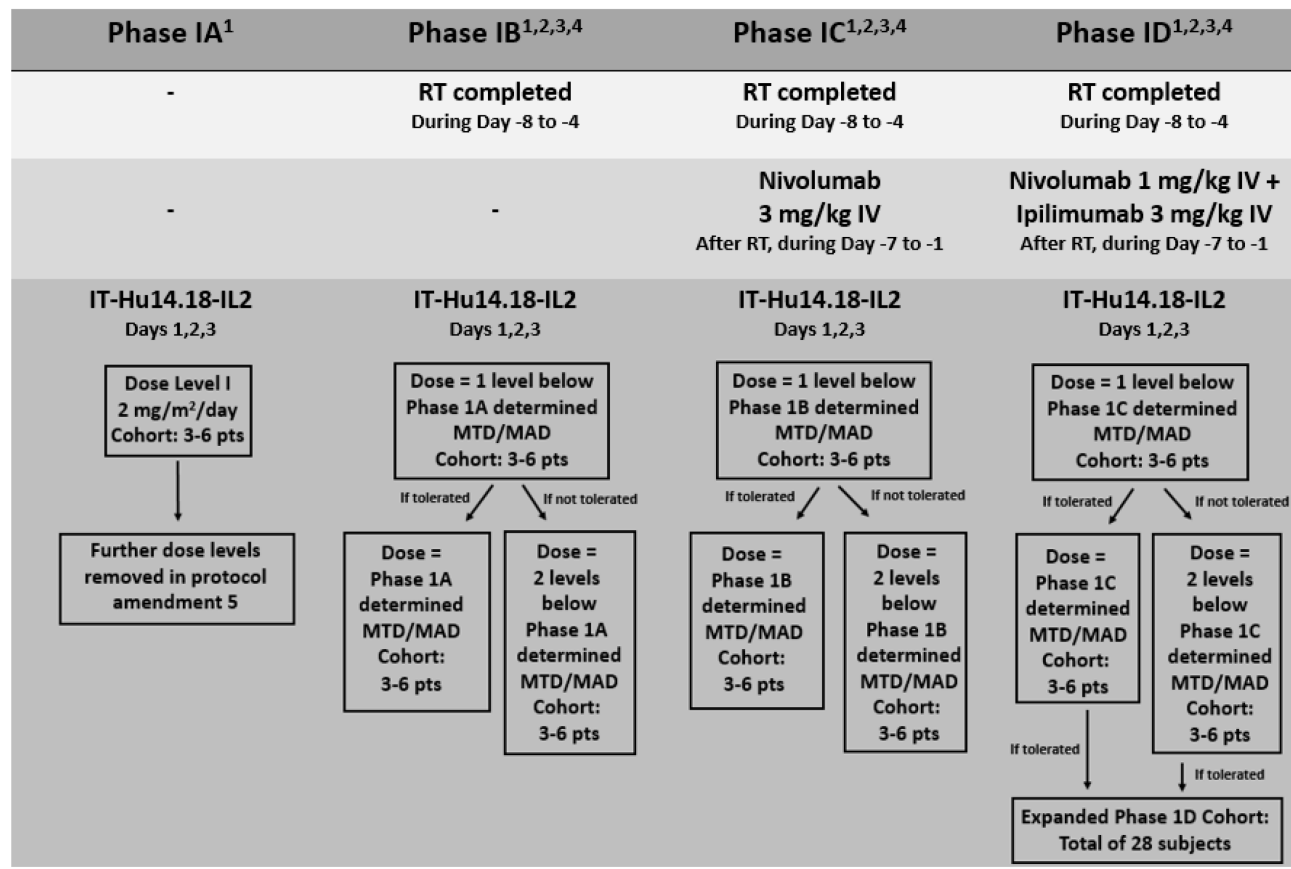 Phase IA¹
Phase IB¹,²,³,⁴
Phase IC¹,²,³,⁴
Phase ID¹,²,³,⁴
-
RT completed
During Day -8 to -4
RT completed
During Day -8 to -4
RT completed
During Day -8 to -4
-
-
Nivolumab
3 mg/kg IV
After RT, during Day -7 to -1
Nivolumab 1 mg/kg IV +
Ipilimumab 3 mg/kg IV
After RT, during Day -7 to -1
IT-Hu14.18-IL2
Days 1,2,3
Dose Level I
2 mg/m²/day
Cohort: 3-6 pts
Further dose levels
removed in protocol
amendment 5
IT-Hu14.18-IL2
Days 1,2,3
Dose = 1 level below
Phase 1A determined
MTD/MAD
Cohort: 3-6 pts
If tolerated
If not tolerated
Dose =
Phase 1A
determined
MTD/MAD
Cohort:
3-6 pts
Dose =
2 levels
below
Phase 1A
determined
MTD/MAD
Cohort:
3-6 pts
IT-Hu14.18-IL2
Days 1,2,3
Dose = 1 level below
Phase 1B determined
MTD/MAD
Cohort: 3-6 pts
If tolerated
If not tolerated
Dose =
Phase 1B
determined
MTD/MAD
Cohort:
3-6 pts
Dose =
2 levels
below
Phase 1B
determined
MTD/MAD
Cohort:
3-6 pts
IT-Hu14.18-IL2
Days 1,2,3
Dose = 1 level below
Phase 1C determined
MTD/MAD
Cohort: 3-6 pts
If tolerated
If not tolerated
Dose =
Phase 1C
determined
MTD/MAD
Cohort:
3-6 pts
Dose =
2 levels
below
Phase 1C
determined
MTD/MAD
Cohort:
3-6 pts
If tolerated
If tolerated
Expanded Phase 1D Cohort:
Total of 28 subjects